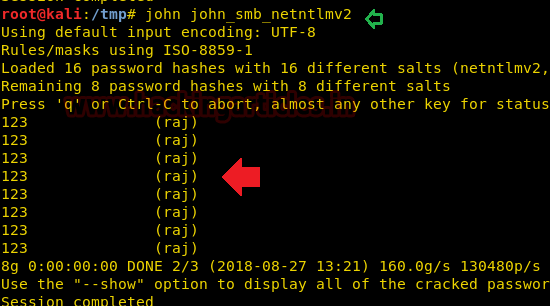 Session completed
root@kali:/tmp# john john_smb_netntlmv2
Using default input encoding: UTF-8
Rules/masks using ISO-8859-1
Loaded 16 password hashes with 16 different salts (netntlmv2,
Remaining 8 password hashes with 8 different salts
Press 'q' or Ctrl-C to abort, almost any other key for status
123 (raj)
123 (raj)
123 (raj)
123 (raj)
123 (raj)
123 (raj)
123 (raj)
123 (raj)
8g 0:00:00:00 DONE 2/3 (2018-08-27 13:21) 160.0g/s 130480p/s
Use the "--show" option to display all of the cracked passwor
Session completed